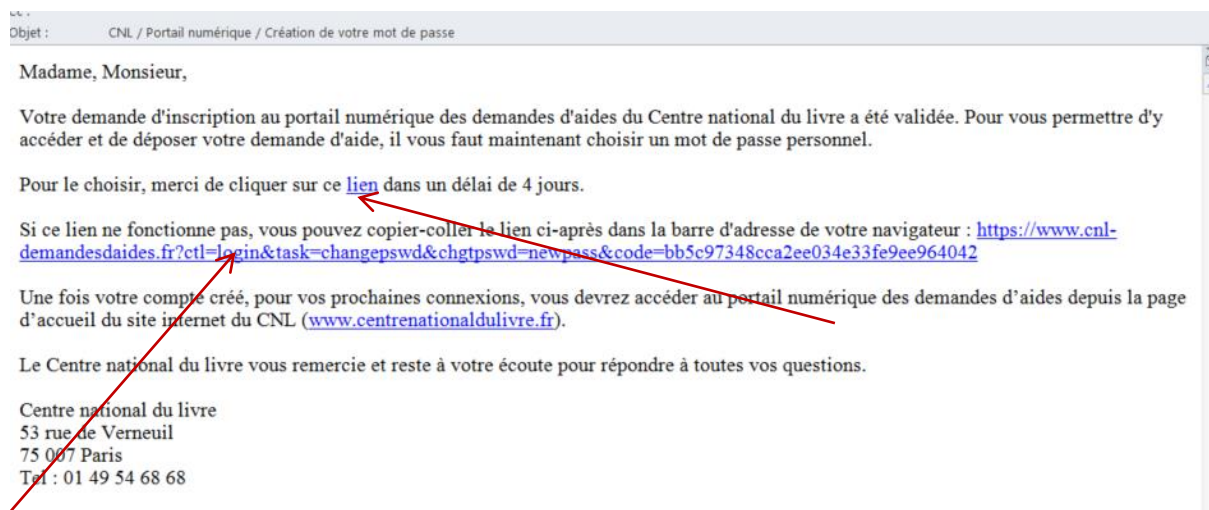 Objet : CNL / Portail numérique / Création de votre mot de passe
Madame, Monsieur,
Votre demande d'inscription au portail numérique des demandes d'aides du Centre national du livre a été validée. Pour vous permettre d'y
accéder et de déposer votre demande d'aide, il vous faut maintenant choisir un mot de passe personnel.
Pour le choisir, merci de cliquer sur ce lien dans un délai de 4 jours.
Si ce lien ne fonctionne pas, vous pouvez copier-coller le lien ci-après dans la barre d'adresse de votre navigateur : https://www.cnl-
demandesdaides.fr?ctl=login&task=changepswd&chgtpswd=newpass&code=bb5c97348cca2ee034e33fe9ee964042
Une fois votre compte créé, pour vos prochaines connexions, vous devrez accéder au portail numérique des demandes d’aides depuis la page
d’accueil du site internet du CNL (www.centrenationaldulivre.fr).
Le Centre national du livre vous remercie et reste à votre écoute pour répondre à toutes vos questions.
Centre national du livre
53 rue de Verneuil
75 007 Paris
Tel : 01 49 54 68 68